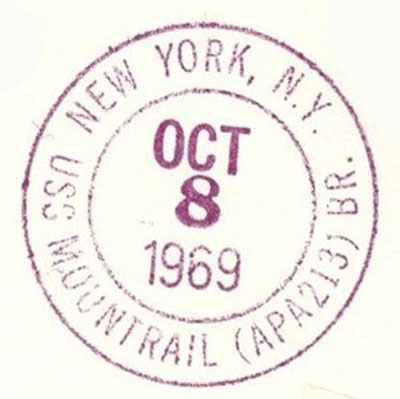 NEW YORK, N.Y.
USS MOUNTRAIL (APA213) BR.
OCT
8
1969